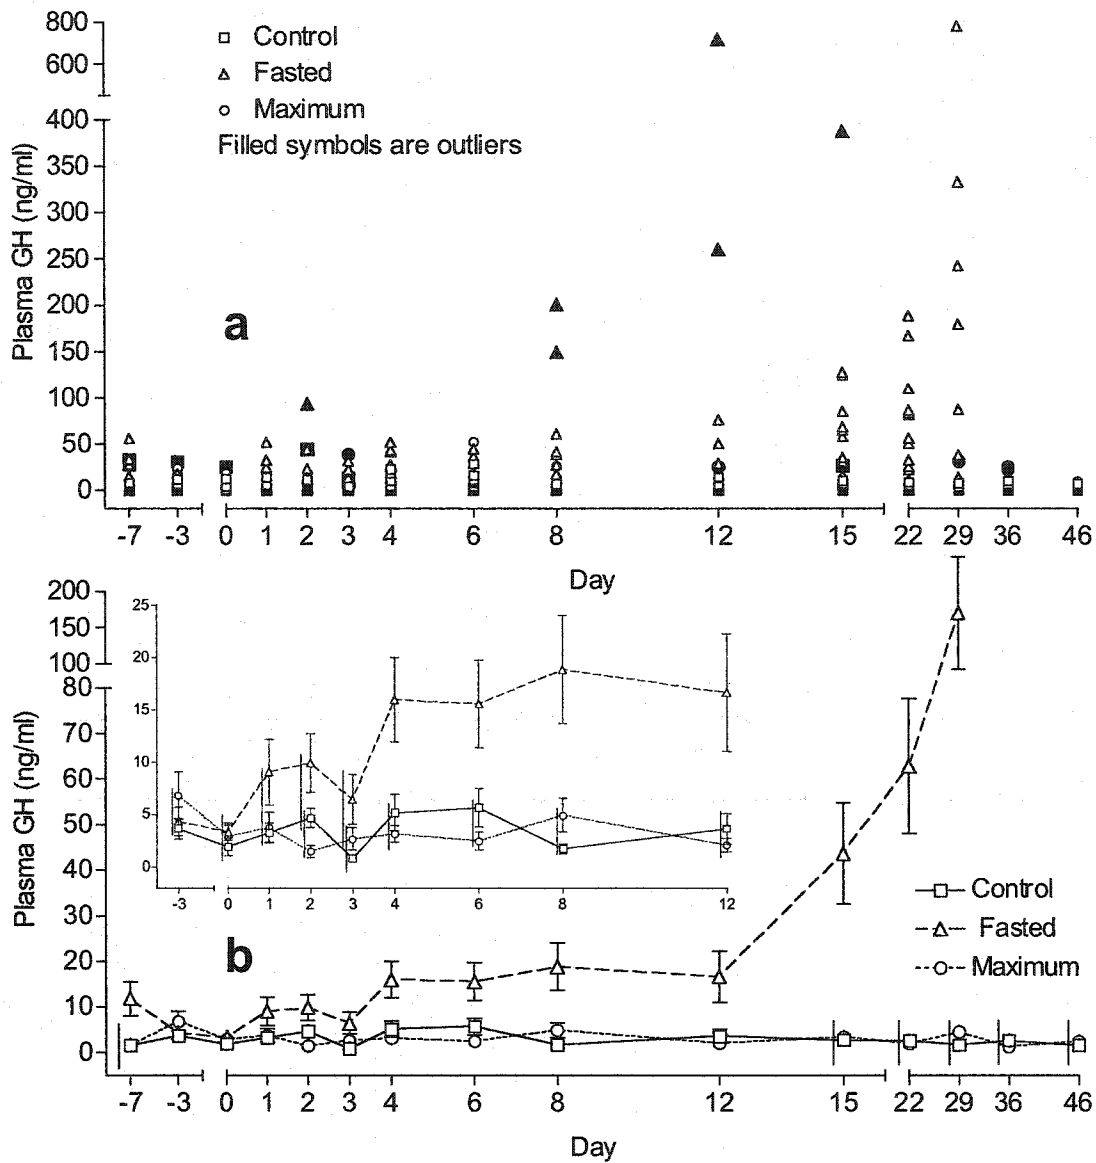 800
600
400
350
300
250
200
150
100
50
0
Plasma GH (ng/ml)
Control
Fasted
Maximum
Filled symbols are outliers
a
-7 -3 0 1 2 3 4 6 8 12 15 22 29 36 46
Day
200
150
100
80
70
60
50
40
30
20
10
0
Plasma GH (ng/ml)
25
20
15
10
5
0
-3 0 1 2 3 4 6 8 12
Control
Fasted
Maximum
b
-7 -3 0 1 2 3 4 6 8 12 15 22 29 36 46
Day